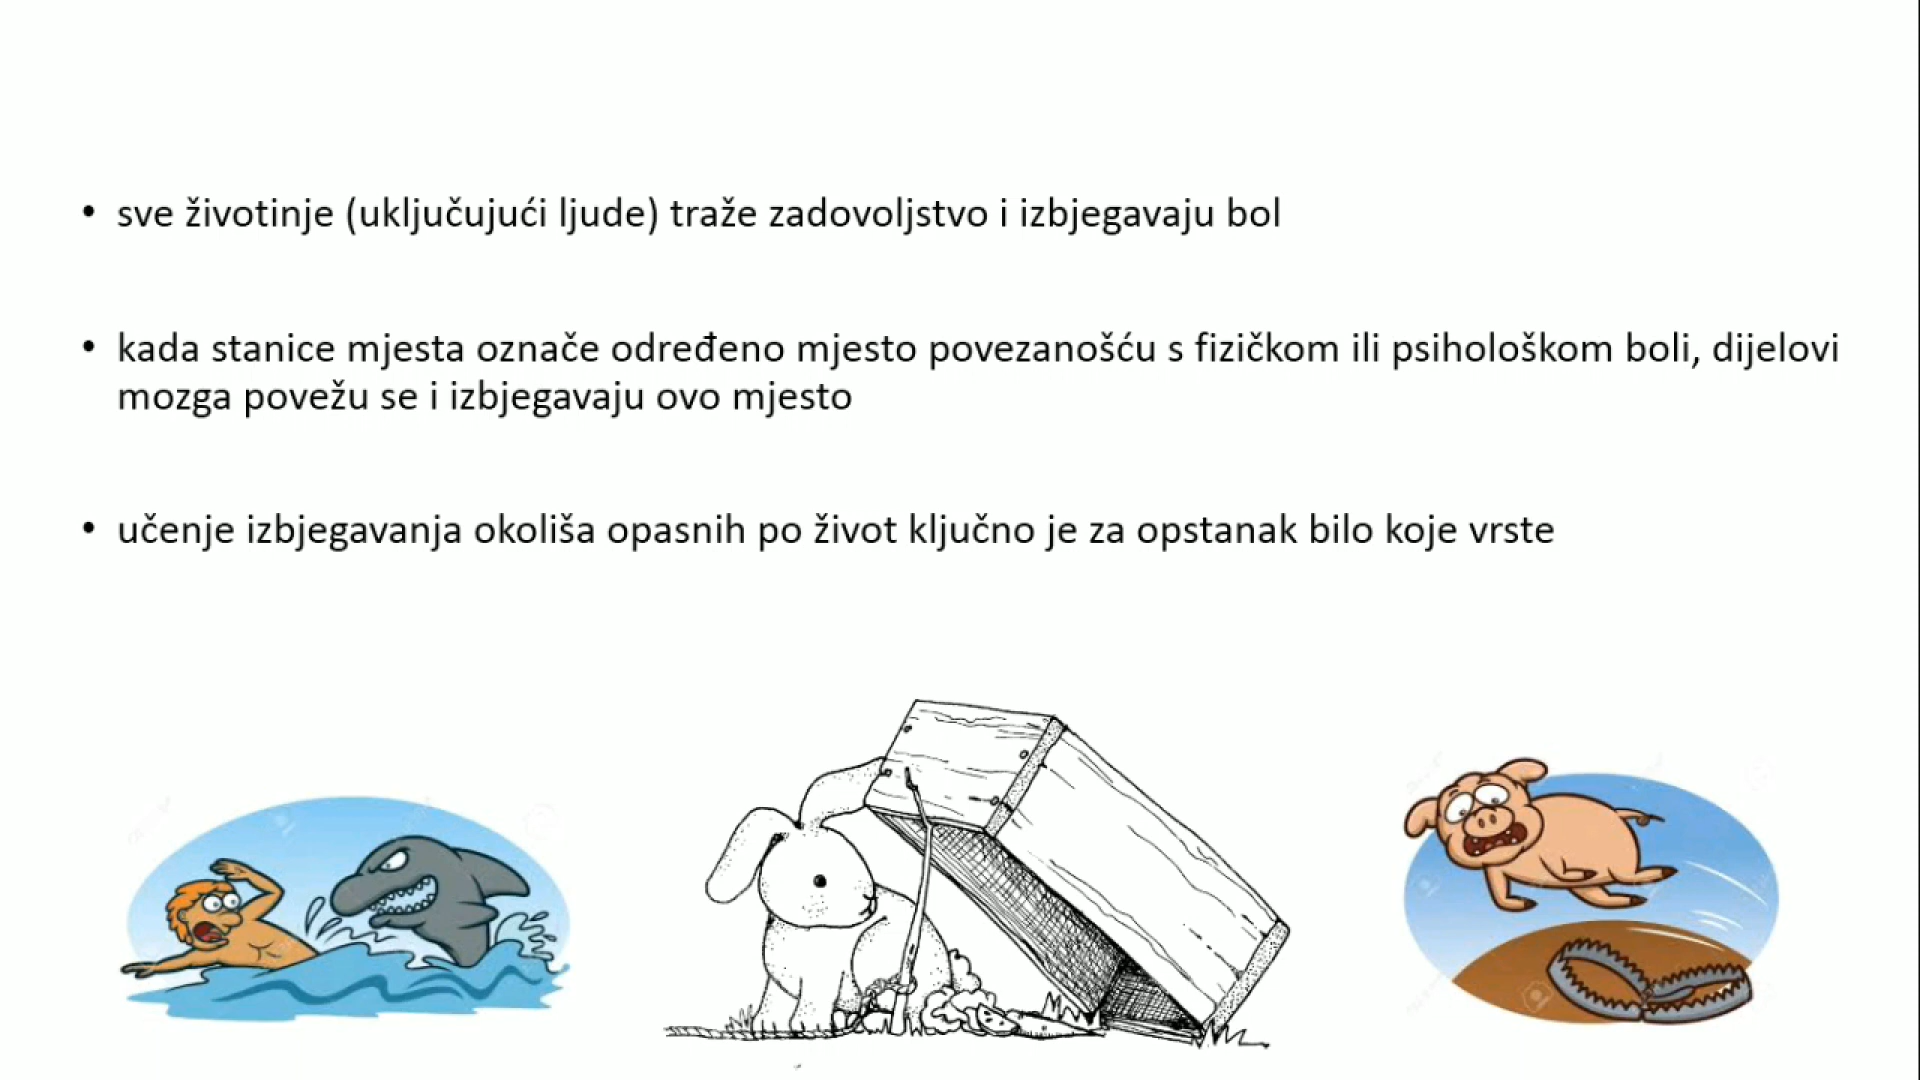 • sve životinje (uključujući ljude) traže zadovoljstvo i izbjegavaju bol
• kada stanice mjesta označe određeno mjesto povezanošću s fizičkom ili psihološkom boli, dijelovi
mozga povežu se i izbjegavaju ovo mjesto
• učenje izbjegavanja okoliša opasnih po život ključno je za opstanak bilo koje vrste